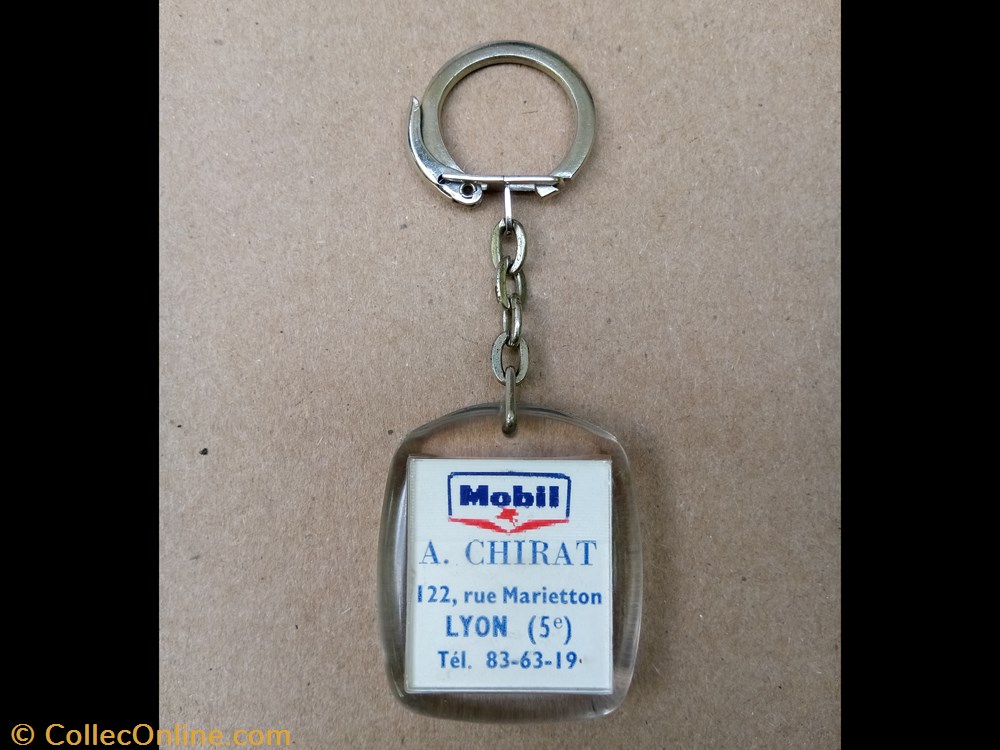 Mobil
A. CHIRAT
122, rue Marietton
LYON (5e)
Tél. 83-63-19
© CollecOnline.com